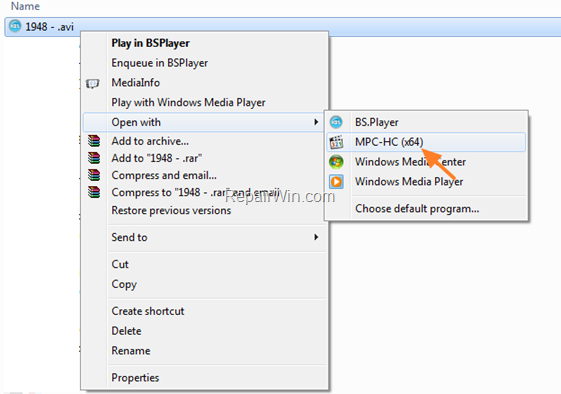 Name
1948 - .avi
Play in BSPlayer
Enqueue in BSPlayer
MediaInfo
Play with Windows Media Player
Open with
Add to archive...
Add to "1948 - .rar"
Compress and email...
Compress to "1948 - .rar" and email
Restore previous versions
Send to
Cut
Copy
Create shortcut
Delete
Rename
Properties
BS.Player
MPC-HC (x64)
Windows Media Center
Windows Media Player
Choose default program...
RepairWin.com